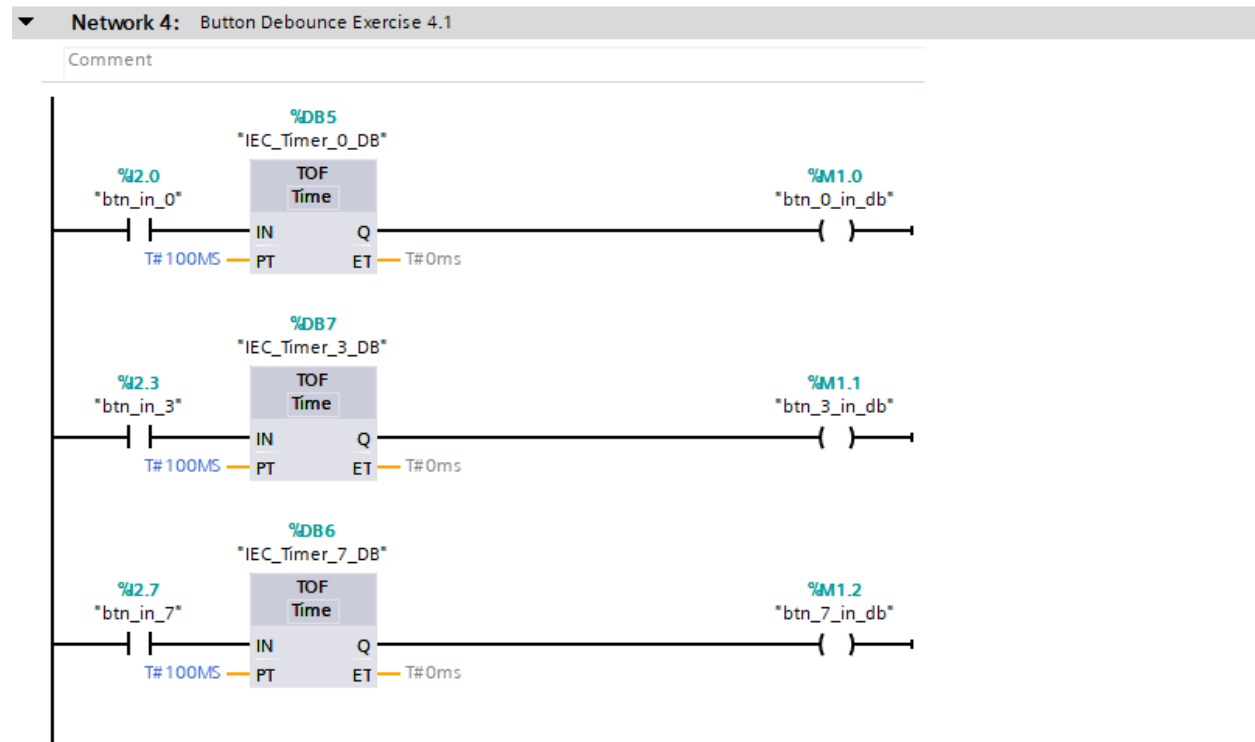 Network 4: Button Debounce Exercise 4.1
Comment
%DB5
"IEC_Timer_0_DB"
%I2.0
"btn_in_0"
TOF
Time
%M1.0
"btn_0_in_db"
IN Q
T#100MS PT ET T#0ms
%DB7
"IEC_Timer_3_DB"
%I2.3
"btn_in_3"
TOF
Time
%M1.1
"btn_3_in_db"
IN Q
T#100MS PT ET T#0ms
%DB6
"IEC_Timer_7_DB"
%I2.7
"btn_in_7"
TOF
Time
%M1.2
"btn_7_in_db"
IN Q
T#100MS PT ET T#0ms